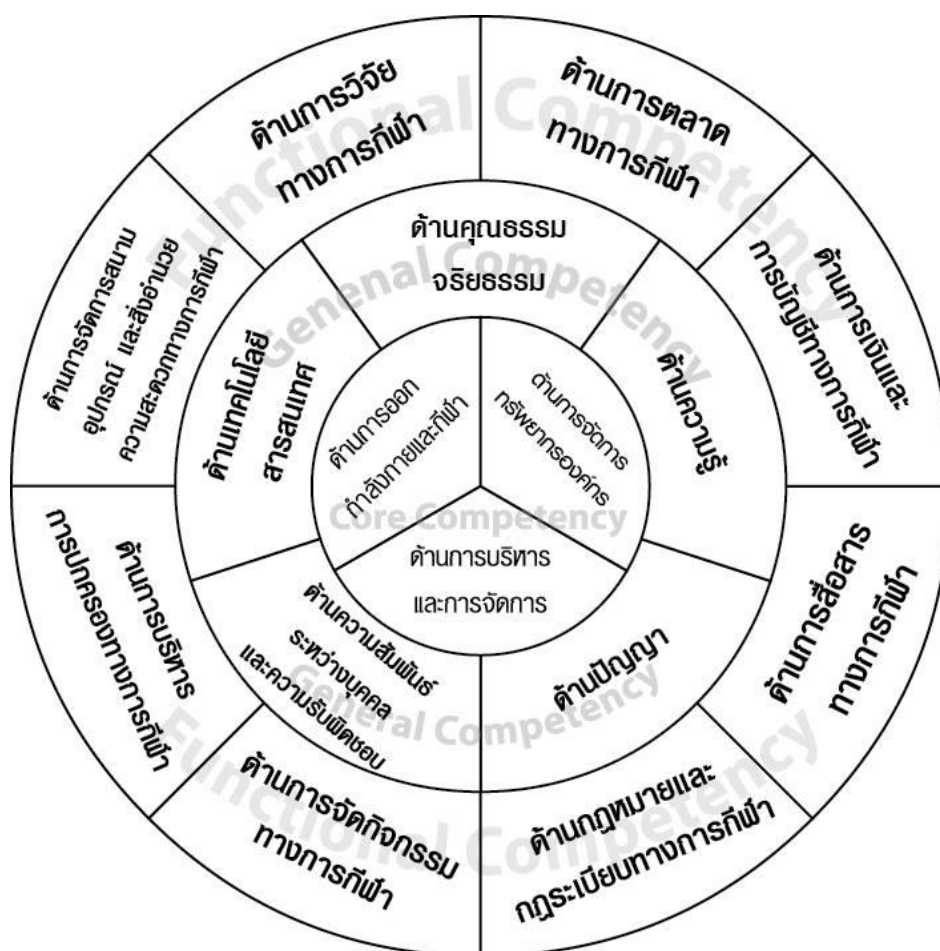 Functional Competency
ด้านการวิจัย
ทางการกีฬา
ด้านการตลาด
ทางการกีฬา
ด้านการเงินและ
การบัญชีทางการกีฬา
ด้านการสื่อสาร
ทางการกีฬา
ด้านกฎหมายและ
กฎระเบียบทางการกีฬา
ด้านการจัดกิจกรรม
ทางการกีฬา
ด้านการบริหาร
การปกครองทางการกีฬา
ด้านการจัดการสนาม
อุปกรณ์ และสิ่งอำนวย
ความสะดวกทางการกีฬา
Genenal Competency
ด้านคุณธรรม
จริยธรรม
ด้านความรู้
ด้านปัญญา
ด้านความสัมพันธ์
ระหว่างบุคคล
และความรับผิดชอบ
ด้านเทคโนโลยี
สารสนเทศ
ด้านการออก
กำลังกายและกีฬา
ด้านการจัดการ
ทรัพยากรองค์กร
Core Competency
ด้านการบริหาร
และการจัดการ
General Competency
Functional Competency